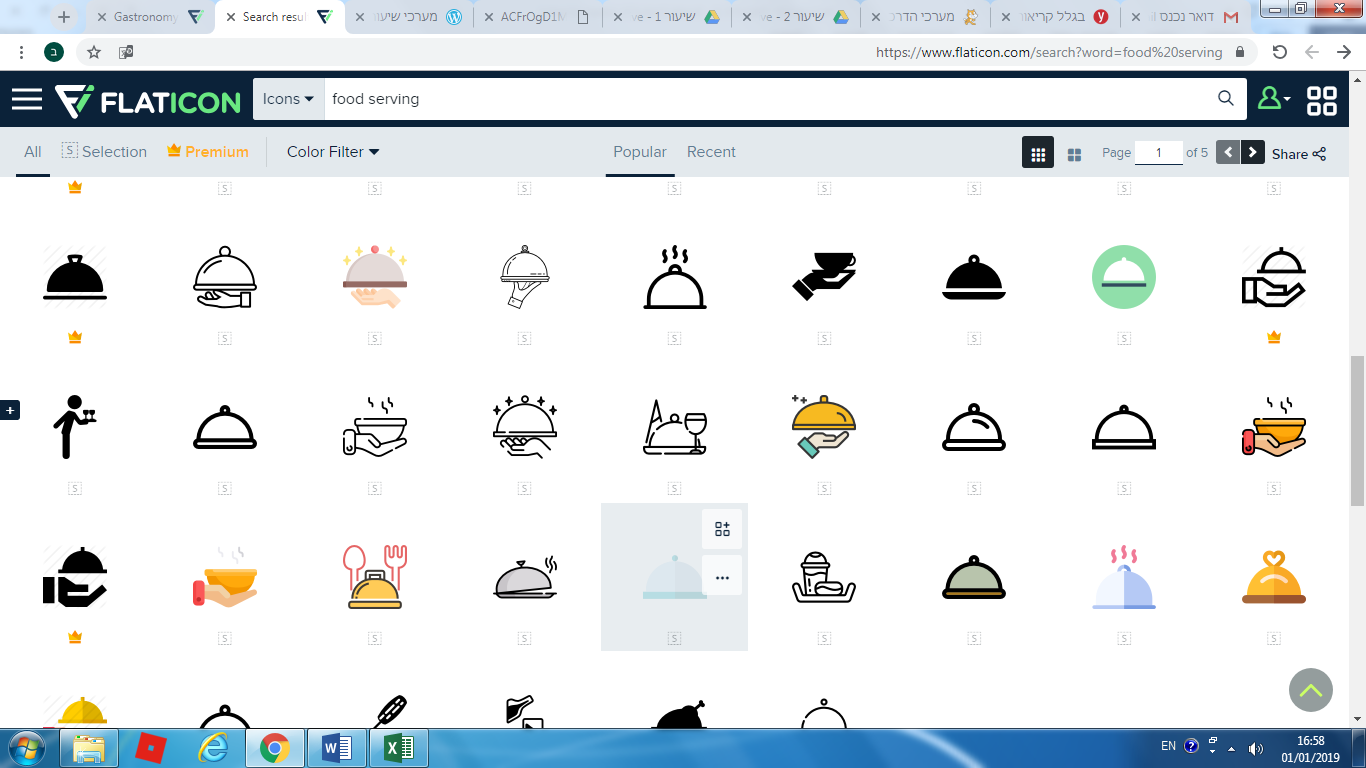 Gastronomy
Search resul
מערכי שיעו
ACFrOgD1M
שיעור 1 - ve
שיעור 2 - ve
מערכי הדרכ
בגלל קריאור
דואר נכנס il
https://www.flaticon.com/search?word=food%20serving
ב
FLATICON
Icons
food serving
All
S Selection
Premium
Color Filter
Popular
Recent
Page 1 of 5
Share
S S S S S S S S
S S S S S S S
S S S S S S S S S
S S S S S S S S
EN
16:58
01/01/2019